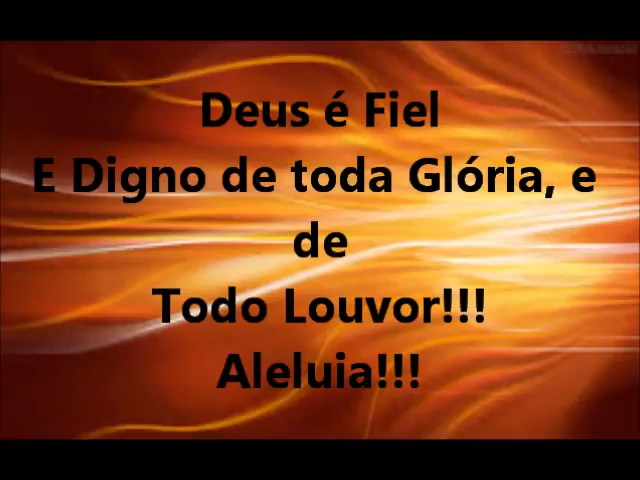 Deus é Fiel
E Digno de toda Glória, e
de
Todo Louvor!!!
Aleluia!!!